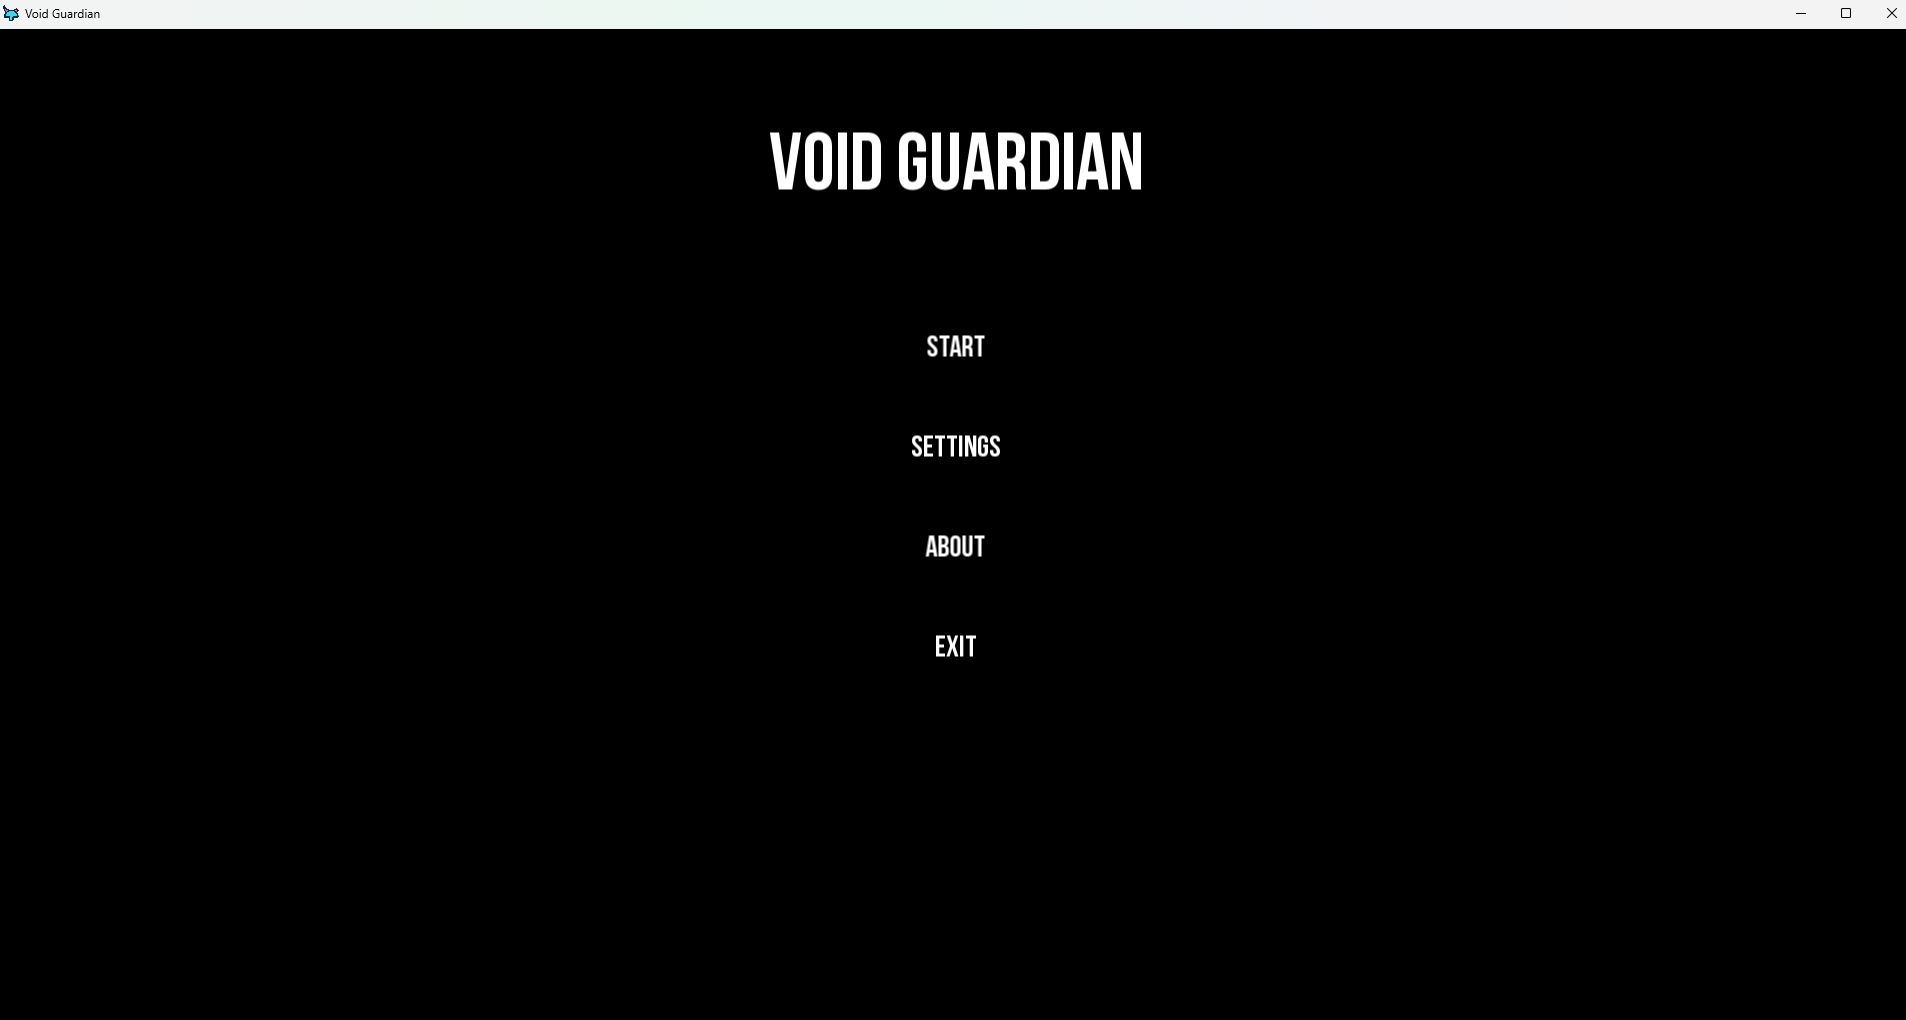 Void Guardian
VOID GUARDIAN
START
SETTINGS
ABOUT
EXIT